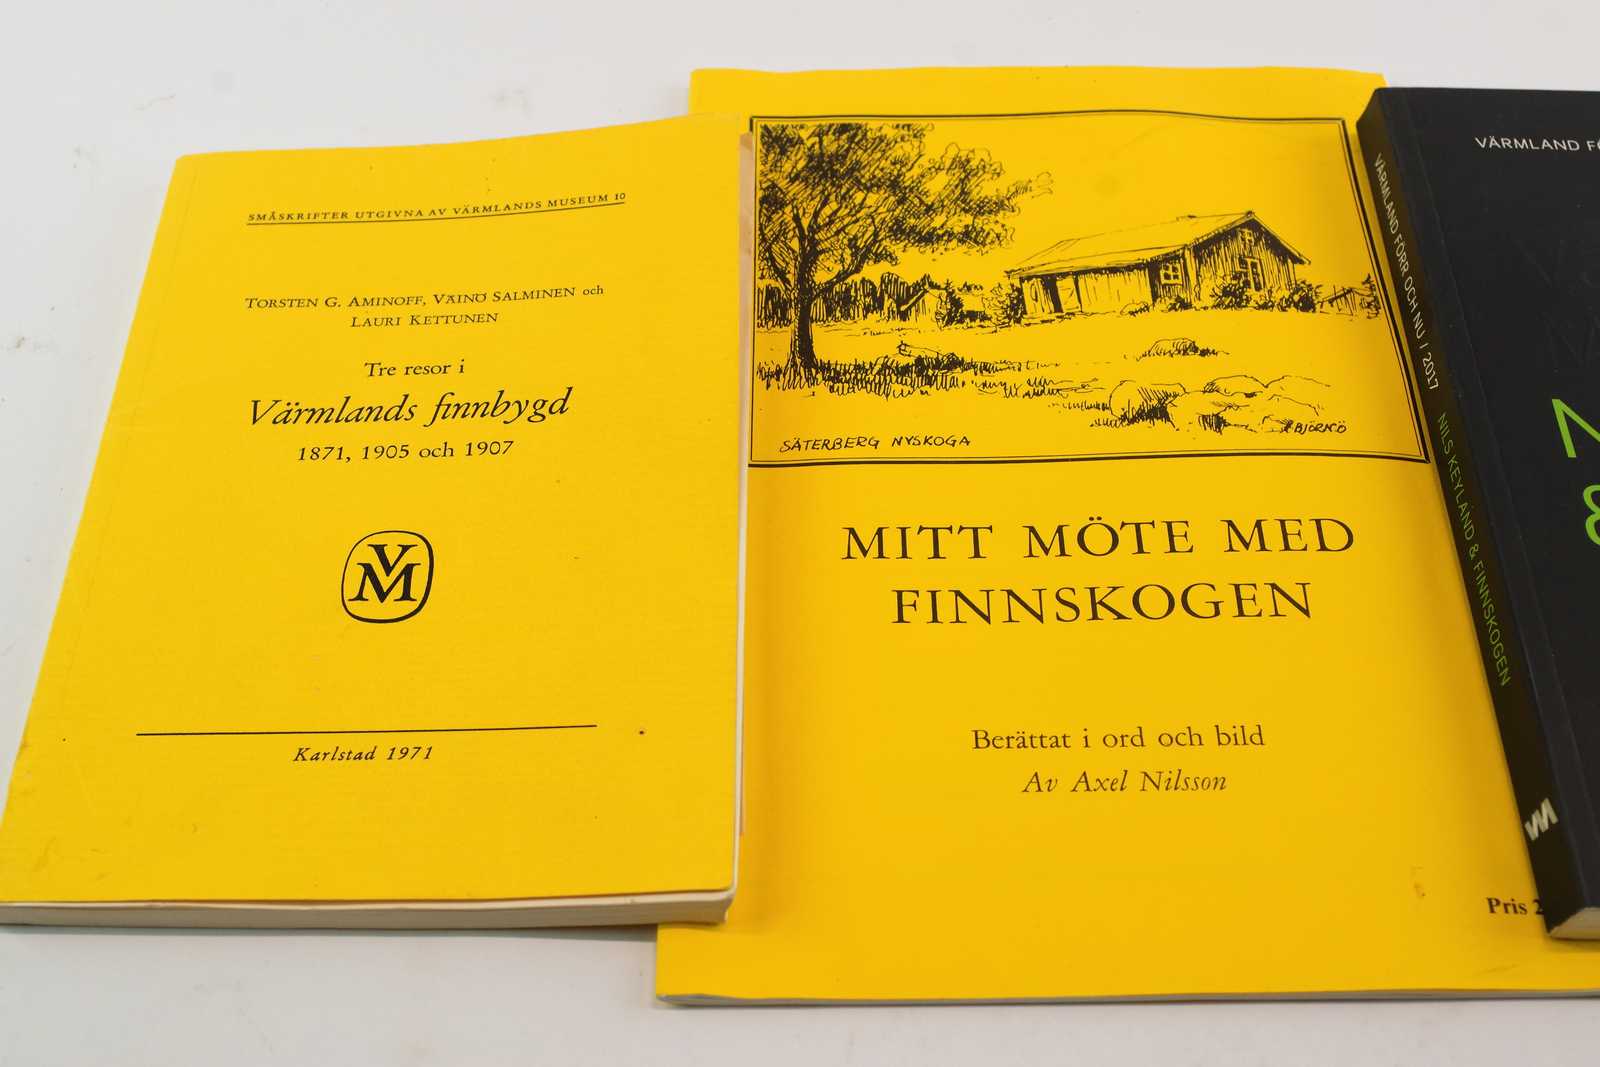 SMÅSKRIFTER UTGIVNA AV VÄRMLANDS MUSEUM 10
TORSTEN G. AMINOFF, VÄINÖ SALMINEN och
LAURI KETTUNEN
Tre resor i
Värmlands finnbygd
1871, 1905 och 1907
VM
Karlstad 1971
SÄTERBERG NYSKOGA
BJÖRNÖ
MITT MÖTE MED
FINNSKOGEN
Berättat i ord och bild
Av Axel Nilsson
Pris
VÄRMLAND FÖRR OCH NU | 2017 NILS KEYLAND & FINNSKOGEN
VÄRMLAND
&